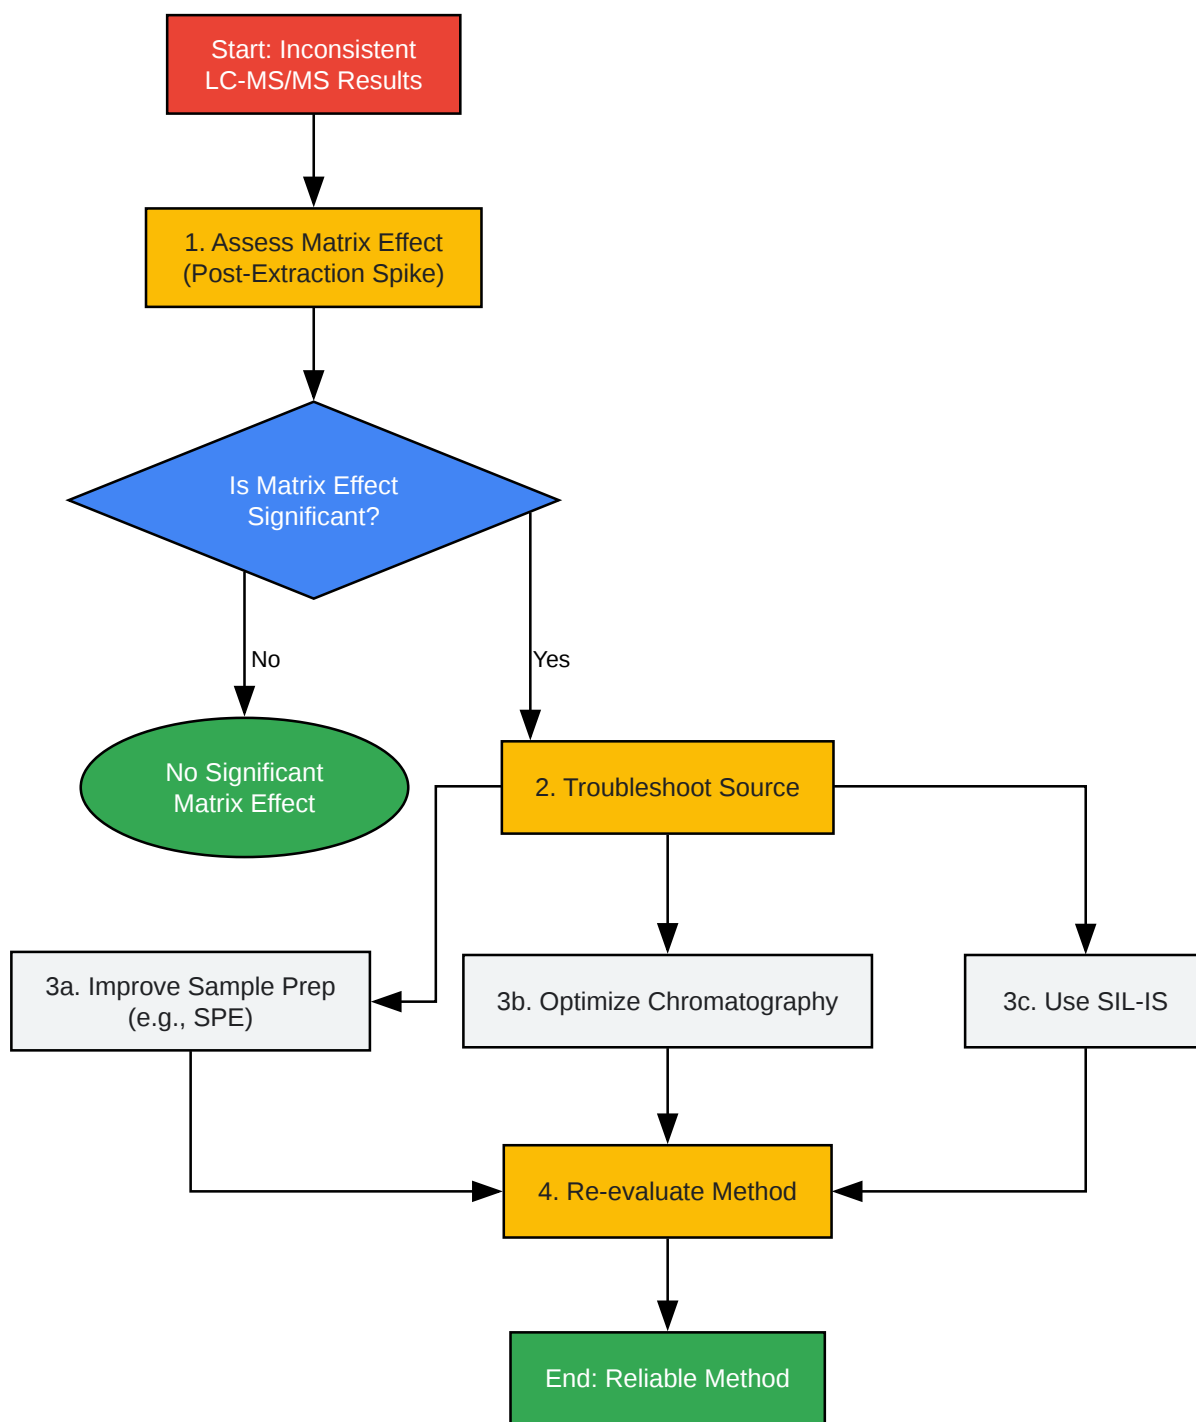 Start: Inconsistent
LC-MS/MS Results
1. Assess Matrix Effect
(Post-Extraction Spike)
Is Matrix Effect
Significant?
No
Yes
No Significant
Matrix Effect
2. Troubleshoot Source
3a. Improve Sample Prep
(e.g., SPE)
3b. Optimize Chromatography
3c. Use SIL-IS
4. Re-evaluate Method
End: Reliable Method